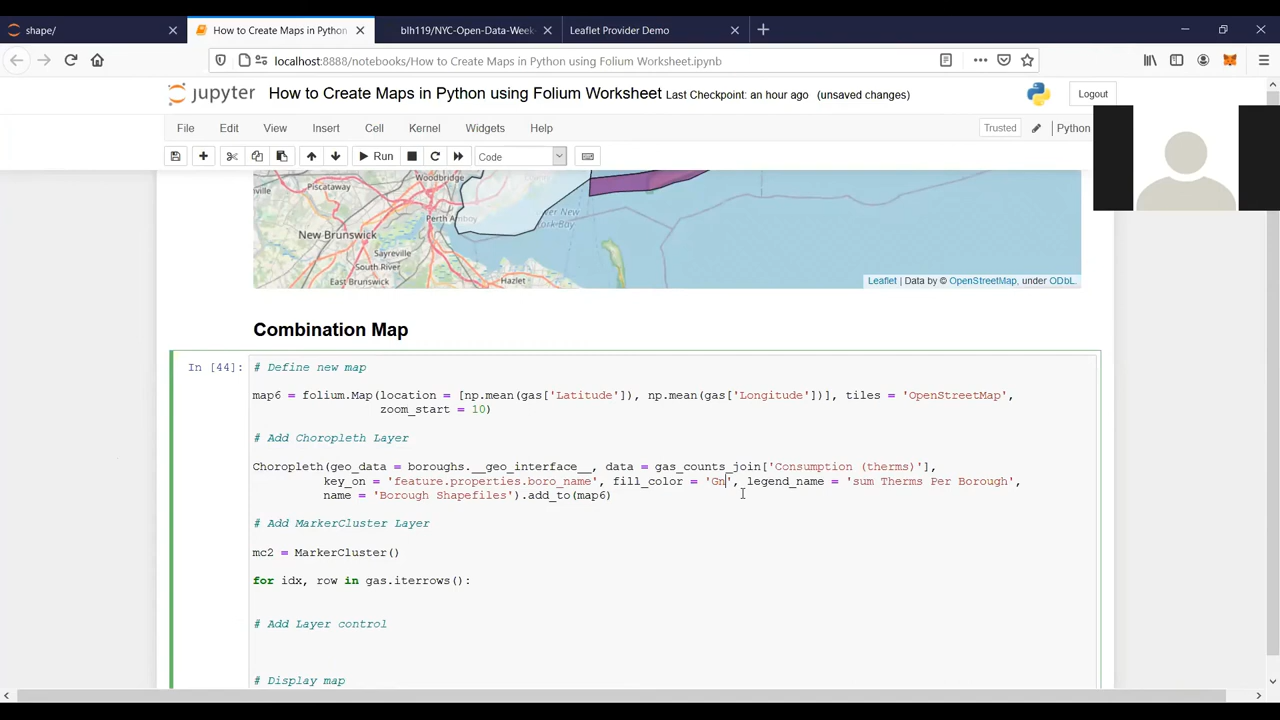 shape/
How to Create Maps in Python
blh119/NYC-Open-Data-Week-
Leaflet Provider Demo
localhost:8888/notebooks/How to Create Maps in Python using Folium Worksheet.ipynb
jupyter How to Create Maps in Python using Folium Worksheet Last Checkpoint: an hour ago (unsaved changes)
Logout
File Edit View Insert Cell Kernel Widgets Help
Trusted
Python
Run
Code
Woodbridge
Piscataway
Perth Amboy
New Brunswick
Sayreville
South River
East Brunswick
Hazlet
Leaflet | Data by © OpenStreetMap, under ODbL.
Combination Map
In [44]:
# Define new map
map6 = folium.Map(location = [np.mean(gas['Latitude']), np.mean(gas['Longitude'])], tiles = 'OpenStreetMap',
zoom_start = 10)
# Add Choropleth Layer
Choropleth(geo_data = boroughs.__geo_interface__, data = gas_counts_join['Consumption (therms)'],
key_on = 'feature.properties.boro_name', fill_color = 'Gn', legend_name = 'sum Therms Per Borough',
name = 'Borough Shapefiles').add_to(map6)
# Add MarkerCluster Layer
mc2 = MarkerCluster()
for idx, row in gas.iterrows():
# Add Layer control
# Display map